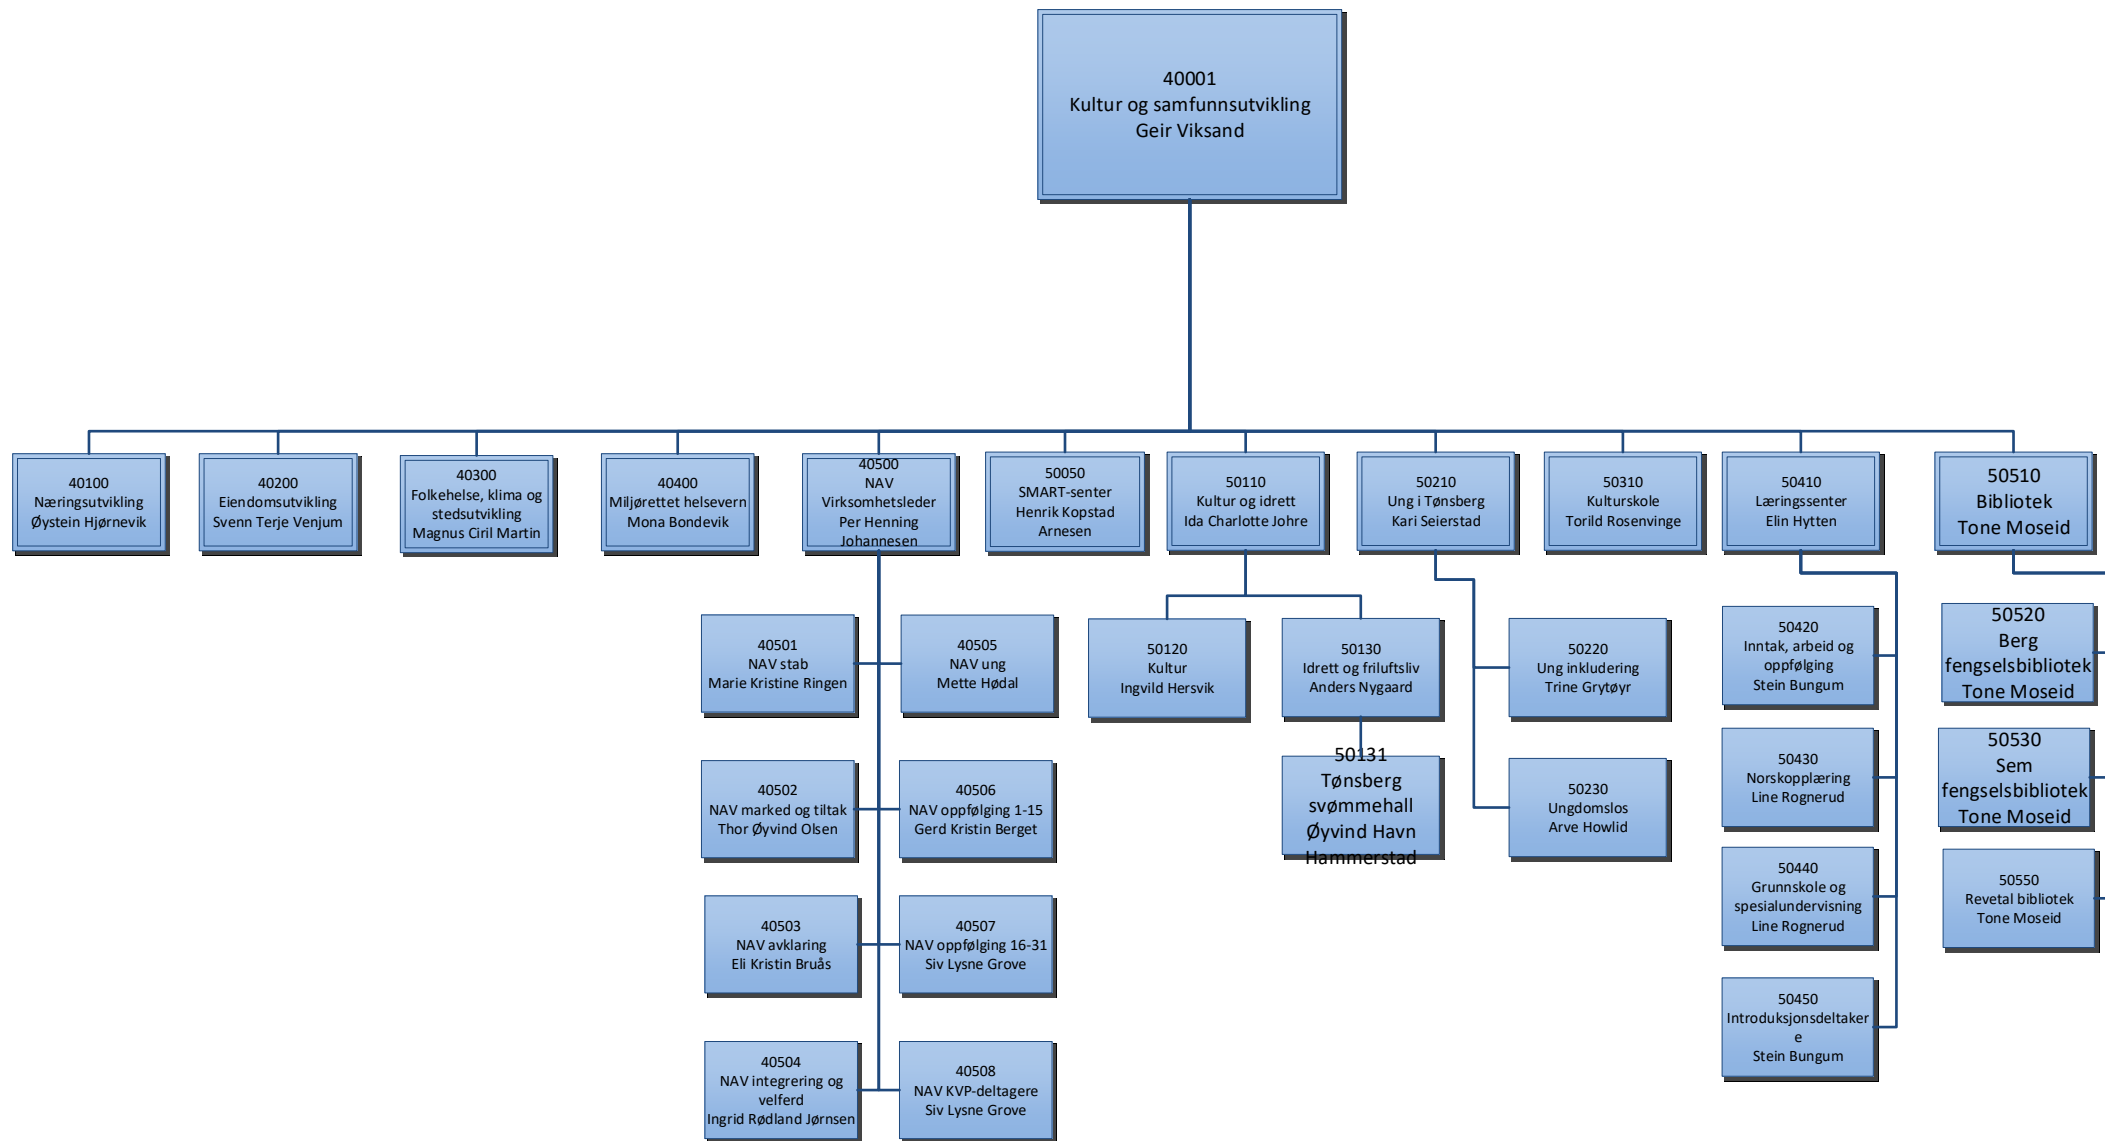 40001
Kultur og samfunnsutvikling
Geir Viksand
40100
Næringsutvikling
Øystein Hjørnevik
40200
Eiendomsutvikling
Svenn Terje Venjum
40300
Folkehelse, klima og
stedsutvikling
Magnus Ciril Martin
40400
Miljørettet helsevern
Mona Bondevik
40500
NAV
Virksomhetsleder
Per Henning
Johannesen
50050
SMART-senter
Henrik Kopstad
Arnesen
50110
Kultur og idrett
Ida Charlotte Johre
50210
Ung i Tønsberg
Kari Seierstad
50310
Kulturskole
Torild Rosenvinge
50410
Læringssenter
Elin Hytten
50510
Bibliotek
Tone Moseid
40501
NAV stab
Marie Kristine Ringen
40505
NAV ung
Mette Hødal
50120
Kultur
Ingvild Hersvik
50130
Idrett og friluftsliv
Anders Nygaard
50220
Ung inkludering
Trine Grytøyr
50420
Inntak, arbeid og
oppfølging
Stein Bungum
50520
Berg
fengselsbibliotek
Tone Moseid
40502
NAV marked og tiltak
Thor Øyvind Olsen
40506
NAV oppfølging 1-15
Gerd Kristin Berget
50131
Tønsberg
svømmehall
Øyvind Havn
Hammerstad
50230
Ungdomslos
Arve Howlid
50430
Norskopplæring
Line Rognerud
50530
Sem
fengselsbibliotek
Tone Moseid
40503
NAV avklaring
Eli Kristin Bruås
40507
NAV oppfølging 16-31
Siv Lysne Grove
50440
Grunnskole og
spesialundervisning
Line Rognerud
50550
Revetal bibliotek
Tone Moseid
40504
NAV integrering og
velferd
Ingrid Rødland Jørnsen
40508
NAV KVP-deltagere
Siv Lysne Grove
50450
Introduksjonsdeltaker
e
Stein Bungum